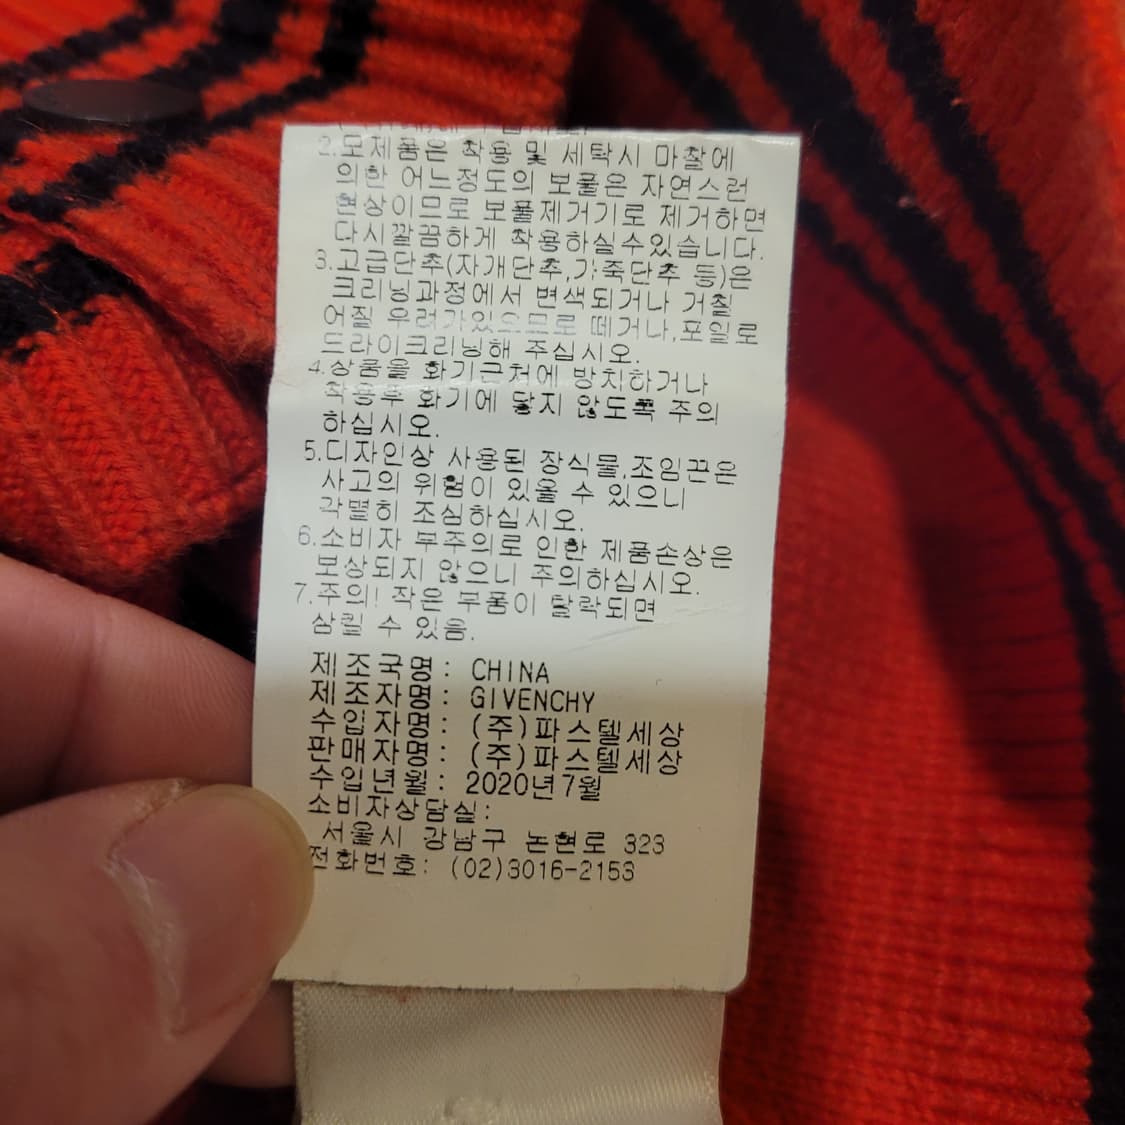 2.모제품은 착용 및 세탁시 마찰에
의한 어느정도의 보풀은 자연스런
현상이므로 보풀제거기로 제거하면
다시깔끔하게 착용하실수있습니다.
3.고급단추(자개단추,가죽단추 등)은
크리닝과정에서 변색되거나 거칠
어질 우려가있으므로 떼거나,포일로
드라이크리닝해 주십시오.
4.상품을 화기근처에 방치하거나
착용후 화기에 닿지 않도록 주의
하십시오.
5.디자인상 사용된 장식물,조임끈은
사고의 위험이 있을 수 있으니
각별히 조심하십시오.
6.소비자 부주의로 인한 제품손상은
보상되지 않으니 주의하십시오.
7.주의! 작은 부품이 탈락되면
삼킬 수 있음.
제조국명: CHINA
제조자명: GIVENCHY
수입자명: (주)파스텔세상
판매자명: (주)파스텔세상
수입년월: 2020년7월
소비자상담실:
서울시 강남구 논현로 323
전화번호: (02)3016-2153